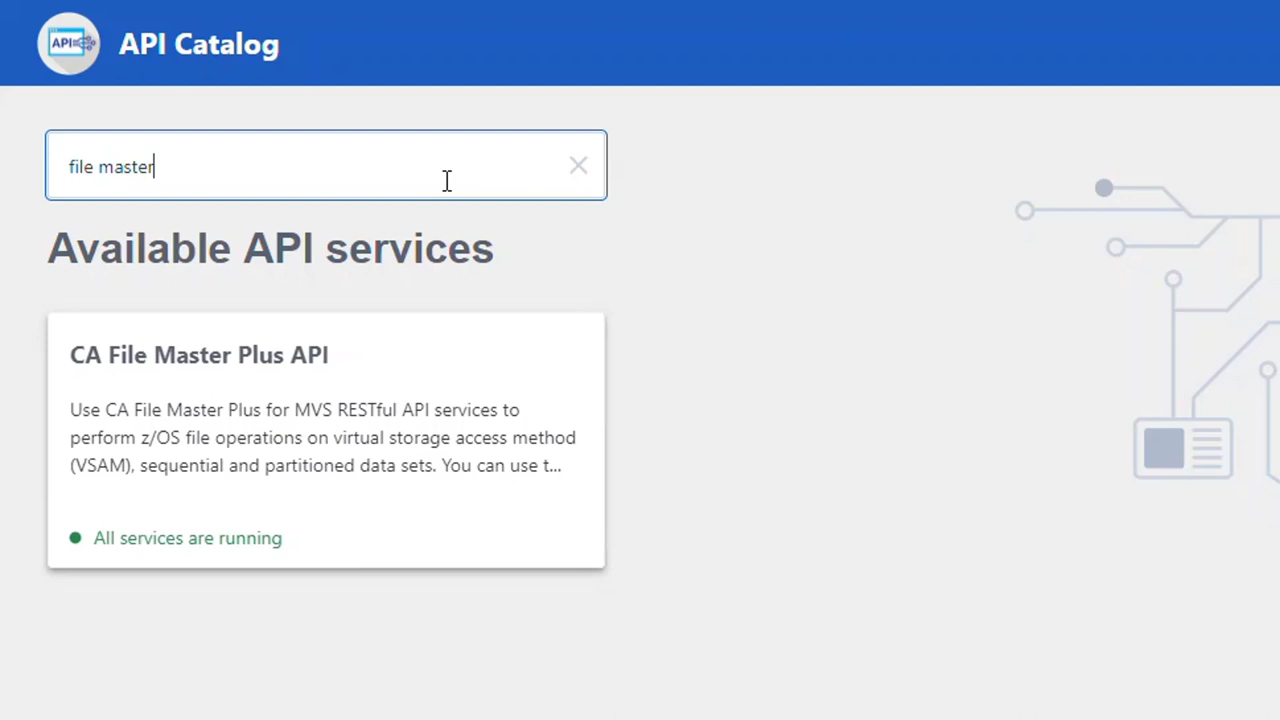 API
API Catalog
file master
Available API services
CA File Master Plus API
Use CA File Master Plus for MVS RESTful API services to
perform z/OS file operations on virtual storage access method
(VSAM), sequential and partitioned data sets. You can use t...
All services are running